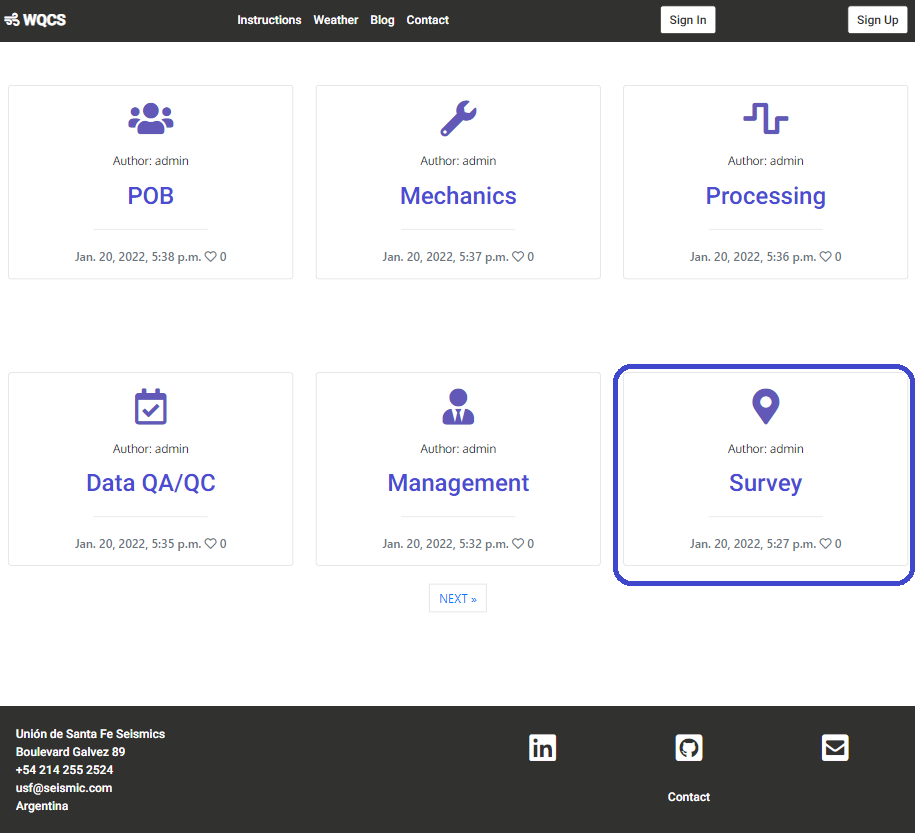 WQCS
Instructions Weather Blog Contact
Sign In
Sign Up
Author: admin
POB
Jan. 20, 2022, 5:38 p.m. 0
Author: admin
Mechanics
Jan. 20, 2022, 5:37 p.m. 0
Author: admin
Processing
Jan. 20, 2022, 5:36 p.m. 0
Author: admin
Data QA/QC
Jan. 20, 2022, 5:35 p.m. 0
Author: admin
Management
Jan. 20, 2022, 5:32 p.m. 0
Author: admin
Survey
Jan. 20, 2022, 5:27 p.m. 0
NEXT »
Unión de Santa Fe Seismics
Boulevard Galvez 89
+54 214 255 2524
usf@seismic.com
Argentina
in
Contact